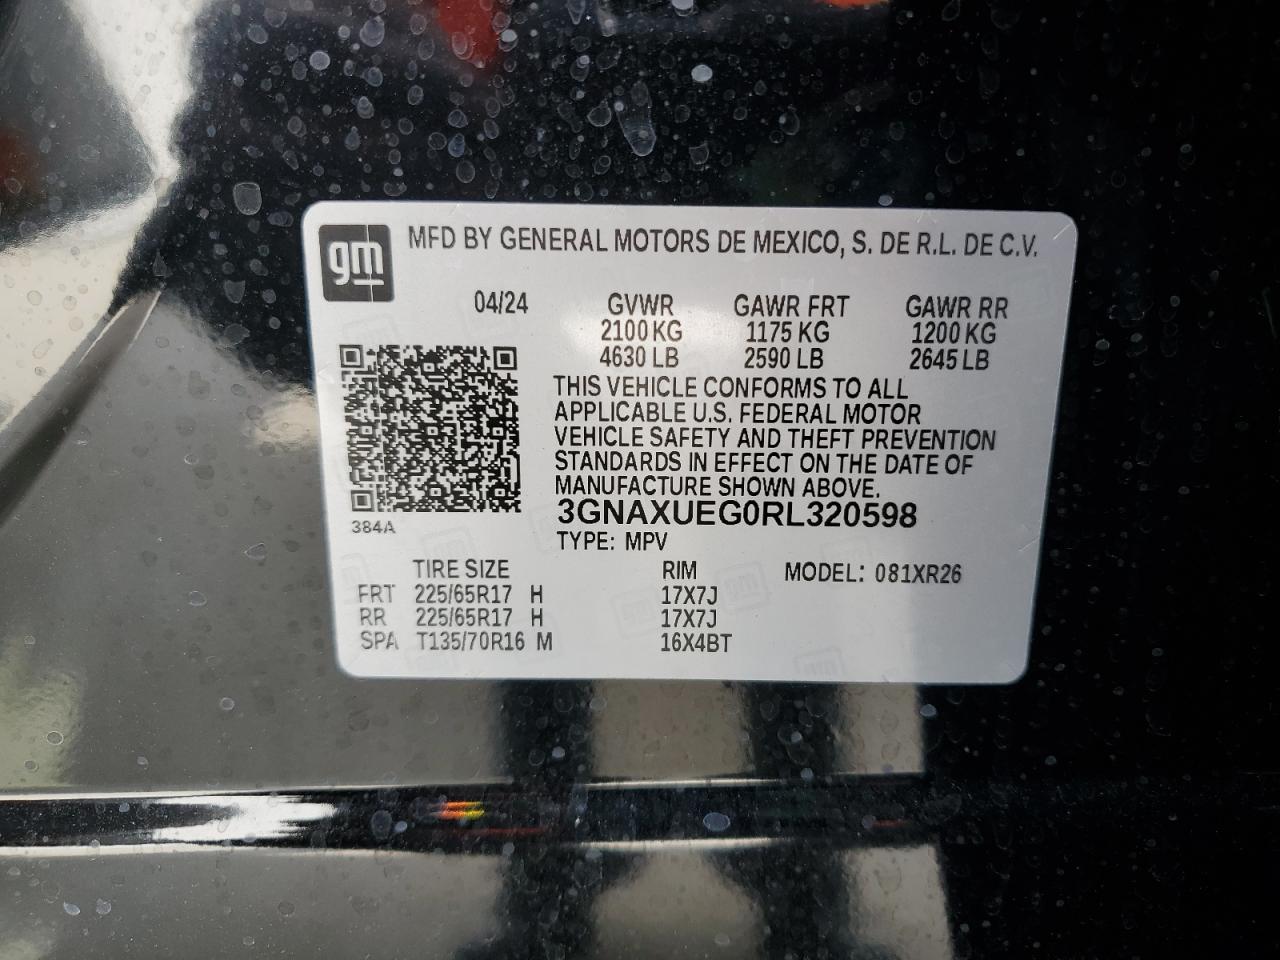 gm MFD BY GENERAL MOTORS DE MEXICO, S. DE R.L. DE C.V.
04/24 GVWR GAWR FRT GAWR RR
2100 KG 1175 KG 1200 KG
4630 LB 2590 LB 2645 LB
THIS VEHICLE CONFORMS TO ALL
APPLICABLE U.S. FEDERAL MOTOR
VEHICLE SAFETY AND THEFT PREVENTION
STANDARDS IN EFFECT ON THE DATE OF
MANUFACTURE SHOWN ABOVE.
3GNAXUEG0RL320598
384A
TYPE: MPV
TIRE SIZE RIM MODEL: 081XR26
FRT 225/65R17 H 17X7J
RR 225/65R17 H 17X7J
SPA T135/70R16 M 16X4BT